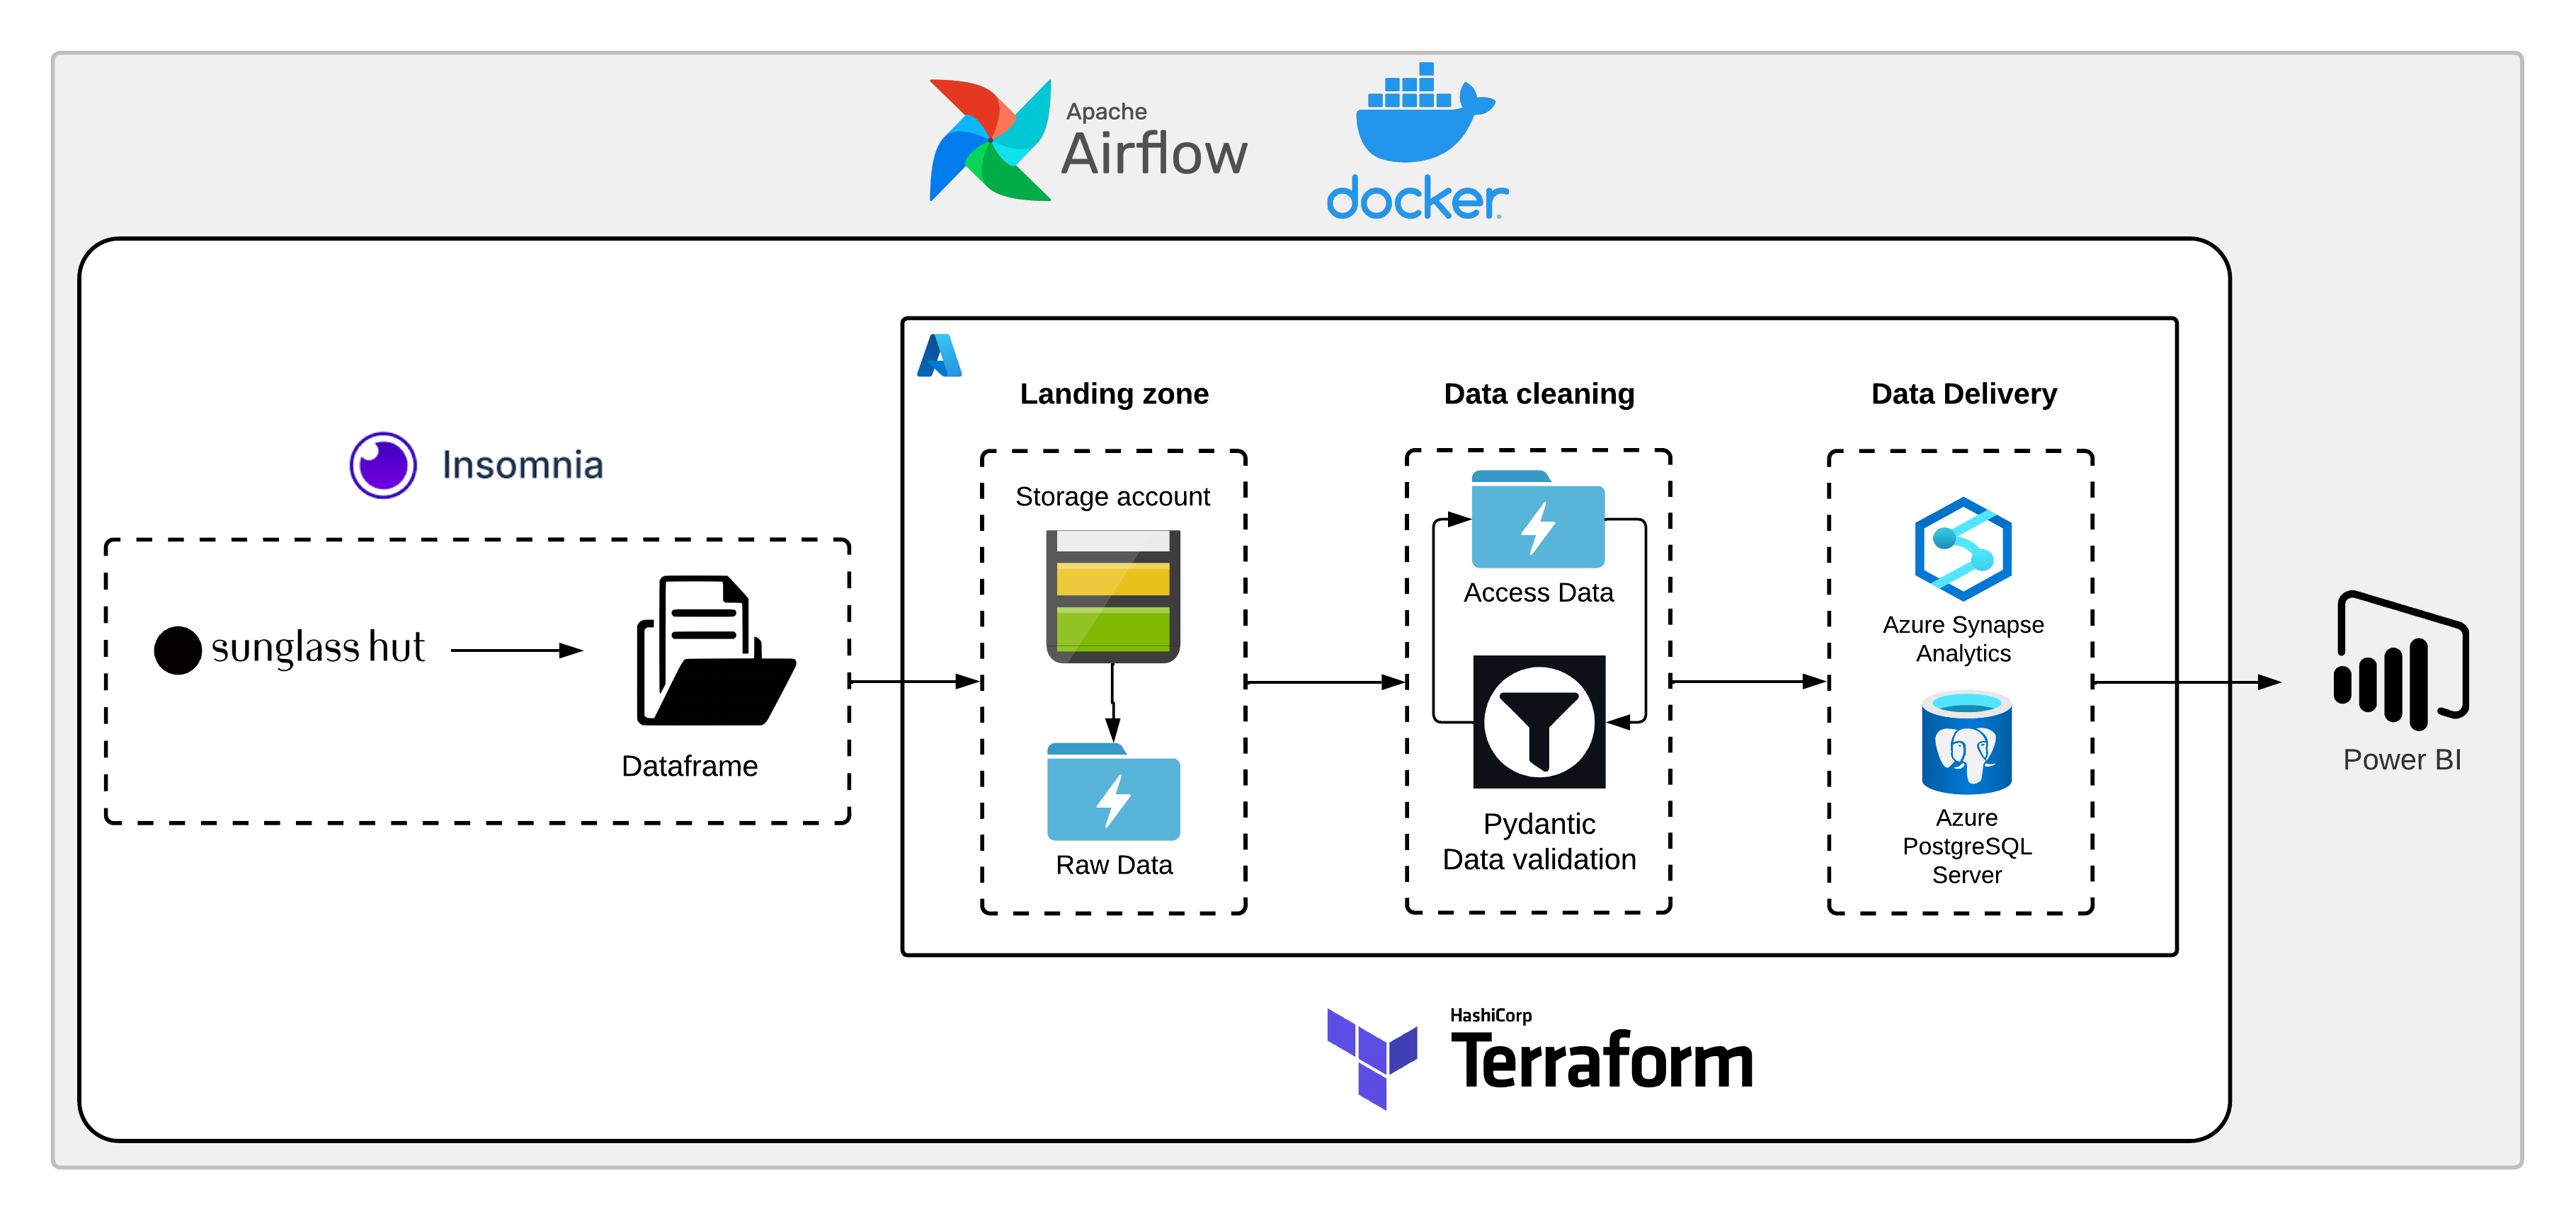 Apache
Airflow
docker
Insomnia
sunglass hut
Dataframe
Landing zone
Storage account
Raw Data
Data cleaning
Access Data
Pydantic
Data validation
Data Delivery
Azure Synapse
Analytics
Azure
PostgreSQL
Server
Power BI
HashiCorp
Terraform